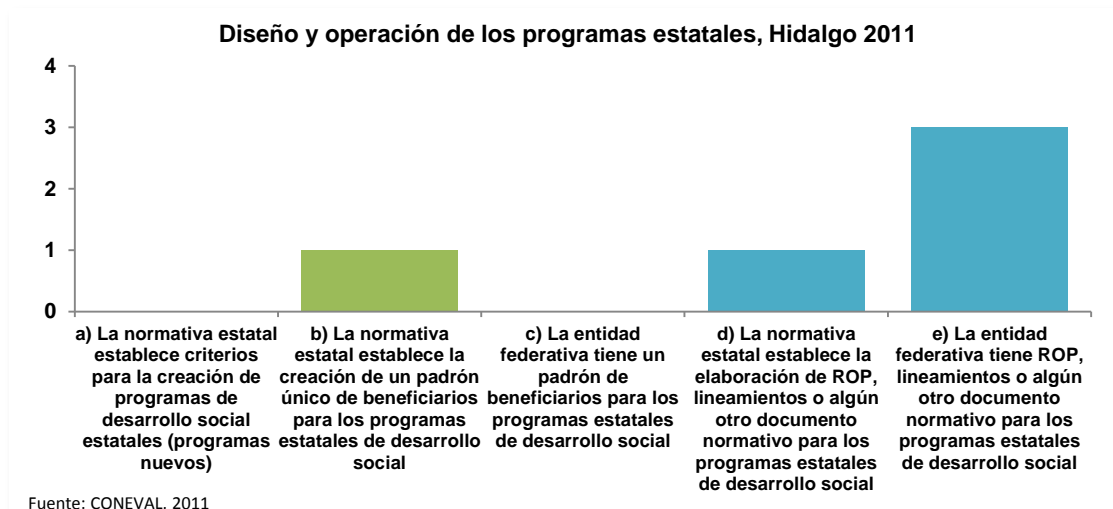 Diseño y operación de los programas estatales, Hidalgo 2011
4
3
2
1
0
a) La normativa estatal
establece criterios
para la creación de
programas de
desarrollo social
estatales (programas
nuevos)
b) La normativa
estatal establece la
creación de un padrón
único de beneficiarios
para los programas
estatales de desarrollo
social
c) La entidad
federativa tiene un
padrón de
beneficiarios para los
programas estatales
de desarrollo social
d) La normativa
estatal establece la
elaboración de ROP,
lineamientos o algún
otro documento
normativo para los
programas estatales
de desarrollo social
e) La entidad
federativa tiene ROP,
lineamientos o algún
otro documento
normativo para los
programas estatales
de desarrollo social
Fuente: CONEVAL, 2011